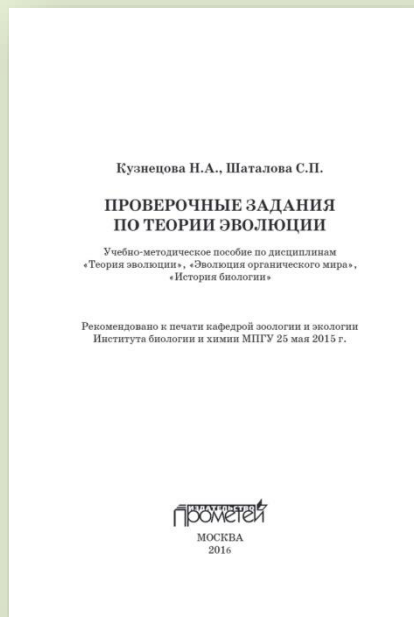 Кузнецова Н.А., Шаталова С.П.
ПРОВЕРОЧНЫЕ ЗАДАНИЯ
ПО ТЕОРИИ ЭВОЛЮЦИИ
Учебно-методическое пособие по дисциплинам
«Теория эволюции», «Эволюция органического мира»,
«История биологии»
Рекомендовано к печати кафедрой зоологии и экологии
Института биологии и химии МПГУ 25 мая 2015 г.
ИЗДАТЕЛЬСТВО
Прометей
МОСКВА
2016